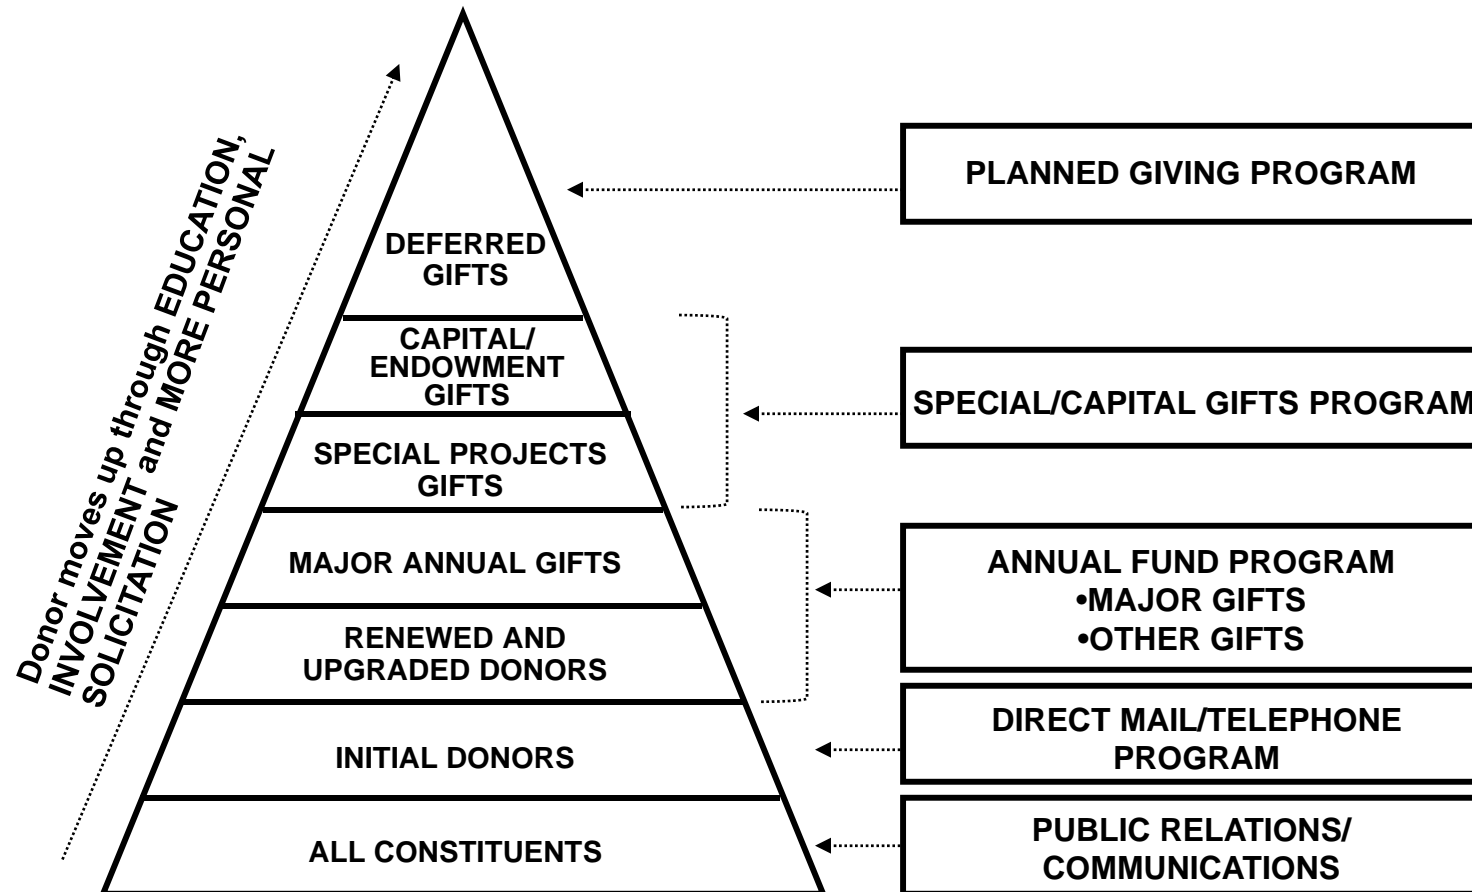 Donor moves up through EDUCATION,
INVOLVEMENT and MORE PERSONAL
SOLICITATION
DEFERRED
GIFTS
CAPITAL/
ENDOWMENT
GIFTS
SPECIAL PROJECTS
GIFTS
MAJOR ANNUAL GIFTS
RENEWED AND
UPGRADED DONORS
INITIAL DONORS
ALL CONSTITUENTS
PLANNED GIVING PROGRAM
SPECIAL/CAPITAL GIFTS PROGRAM
ANNUAL FUND PROGRAM
•MAJOR GIFTS
•OTHER GIFTS
DIRECT MAIL/TELEPHONE
PROGRAM
PUBLIC RELATIONS/
COMMUNICATIONS